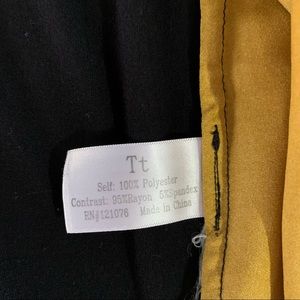 Tt
Self: 100% Polyester
Contrast: 95%Rayon 5%Spandex
RN#121076 Made in China